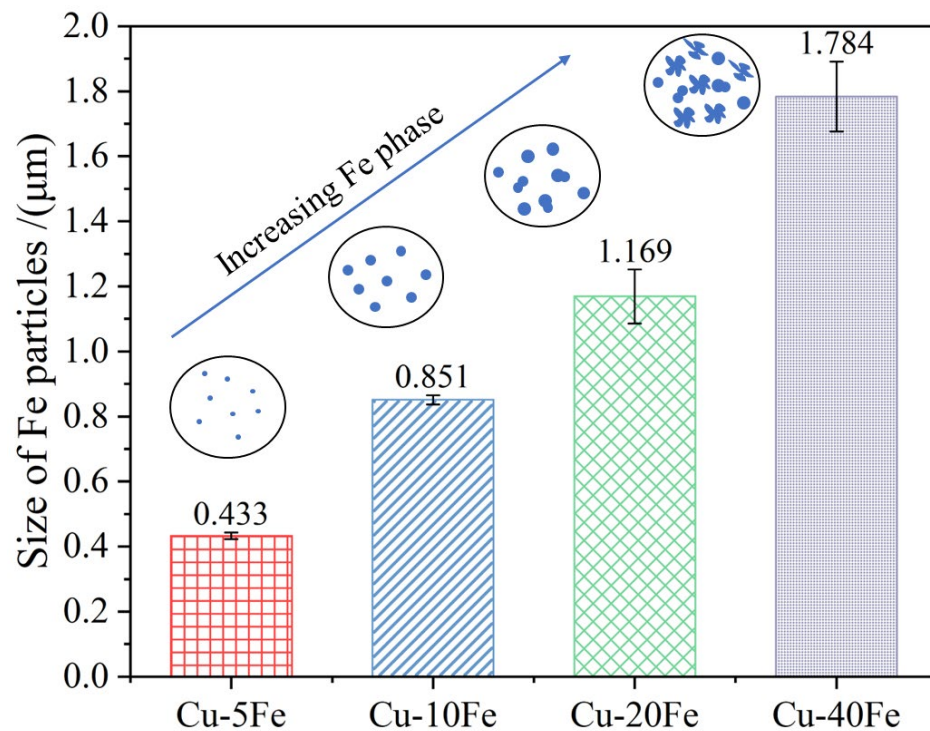 Size of Fe particles /(μm)
2.0
1.8
1.6
1.4
1.2
1.0
0.8
0.6
0.4
0.2
0.0
Increasing Fe phase
0.433
0.851
1.169
1.784
Cu-5Fe
Cu-10Fe
Cu-20Fe
Cu-40Fe